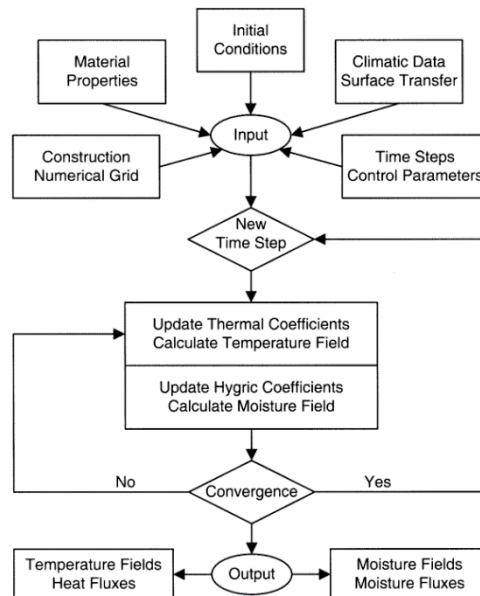 Initial
Conditions
Material
Properties
Climatic Data
Surface Transfer
Input
Construction
Numerical Grid
Time Steps
Control Parameters
New
Time Step
Update Thermal Coefficients
Calculate Temperature Field
Update Hygric Coefficients
Calculate Moisture Field
No
Convergence
Yes
Temperature Fields
Heat Fluxes
Output
Moisture Fields
Moisture Fluxes